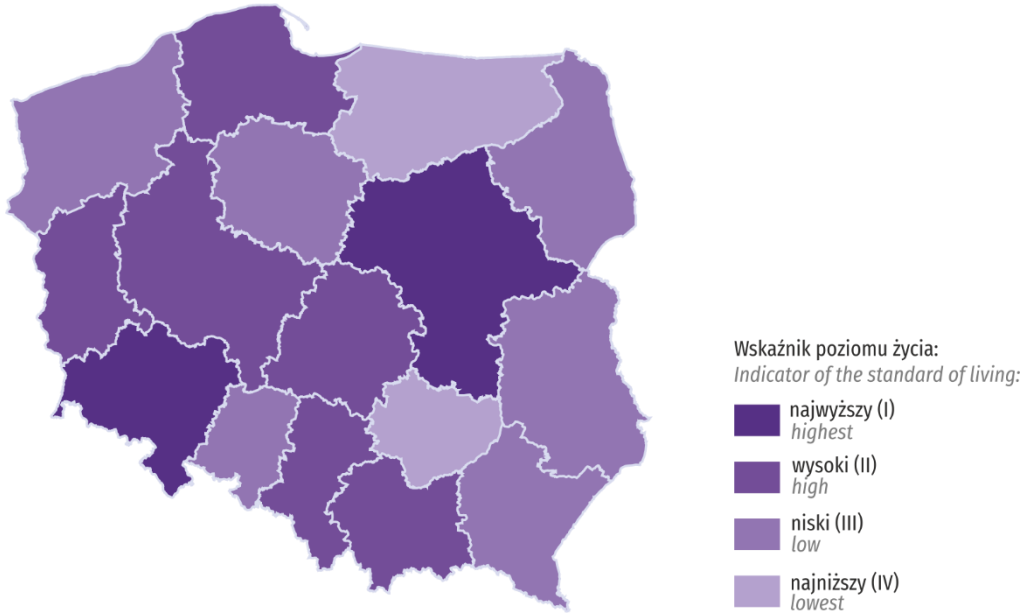 Wskaźnik poziomu życia:
Indicator of the standard of living:
najwyższy (I)
highest
wysoki (II)
high
niski (III)
low
najniższy (IV)
lowest